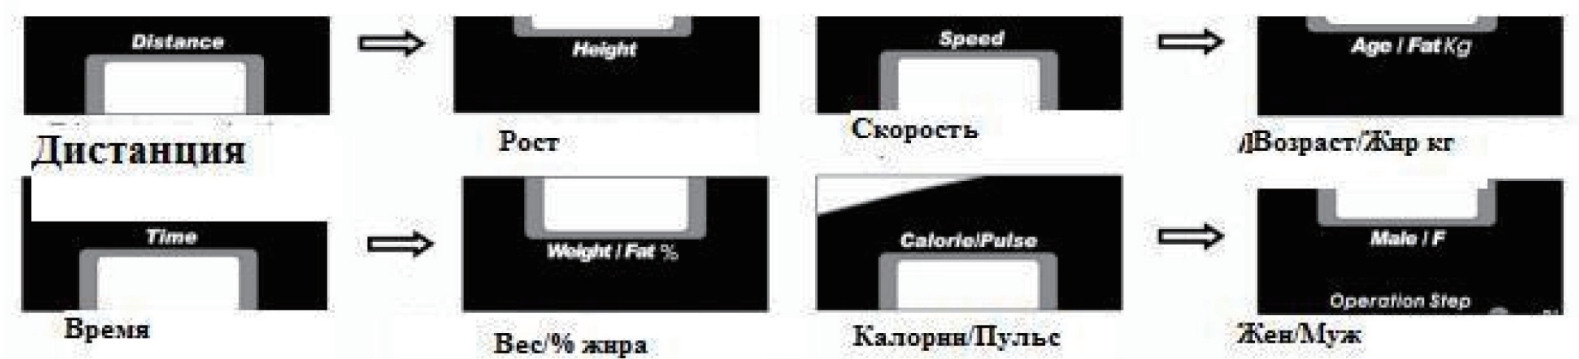 Distance
Height
Speed
Age / Fat Kg
Дистанция
Рост
Скорость
Возраст/Жир кг
Time
Weight / Fat %
Calorie/Pulse
Male / F
Operation Step
Время
Вес/% жира
Калории/Пульс
Жен/Муж